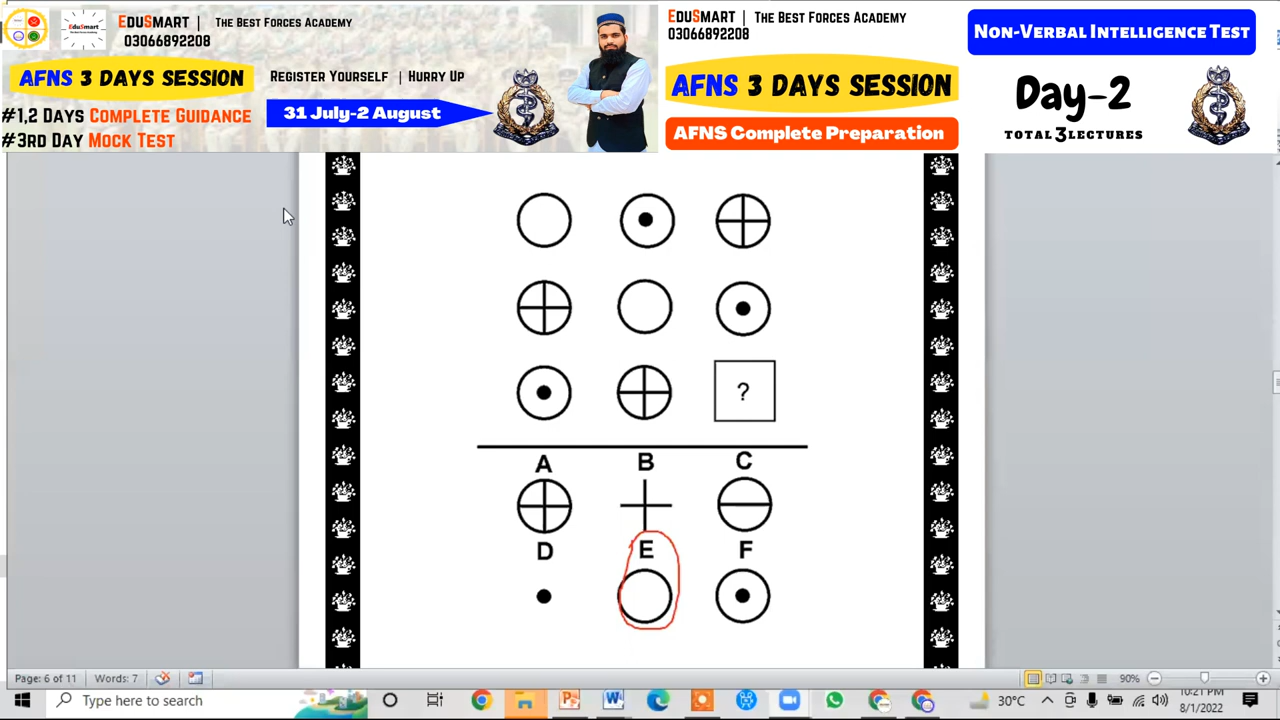 EduSmart | The Best Forces Academy
03066892208
AFNS 3 Days Session
Register Yourself | Hurry Up
#1,2 Days Complete Guidance
31 July-2 August
#3rd Day Mock Test
EduSmart | The Best Forces Academy
03066892208
AFNS 3 Days Session
AFNS Complete Preparation
Non-Verbal Intelligence Test
Day-2
Total 3 Lectures
?
A B C
D E F
Page: 6 of 11 Words: 7 90%
Type here to search 30°C 10:21 PM
8/1/2022